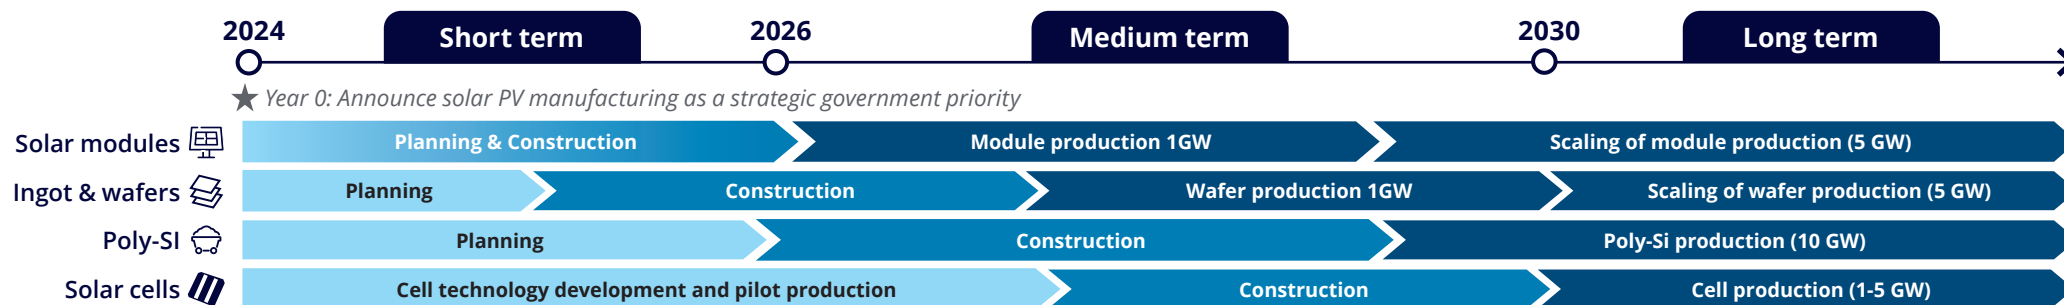 2024 Short term 2026 Medium term 2030 Long term
Year 0: Announce solar PV manufacturing as a strategic government priority
Solar modules Planning & Construction Module production 1GW Scaling of module production (5 GW)
Ingot & wafers Planning Construction Wafer production 1GW Scaling of wafer production (5 GW)
Poly-SI Planning Construction Poly-Si production (10 GW)
Solar cells Cell technology development and pilot production Construction Cell production (1-5 GW)